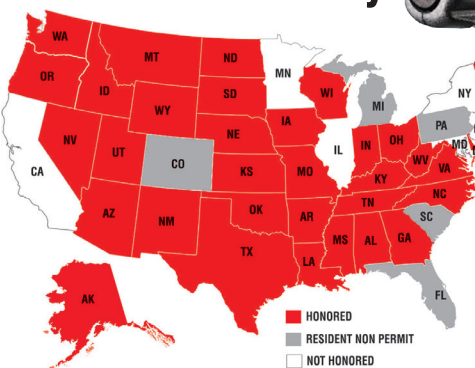 WA
MT
ND
MN
OR
ID
SD
WI
NY
WY
MI
IA
NE
PA
NV
UT
IL
IN
OH
MD
CO
CA
KS
MO
WV
VA
KY
NC
TN
OK
AZ
NM
AR
SC
MS
AL
GA
TX
LA
FL
AK
HONORED
RESIDENT NON PERMIT
NOT HONORED